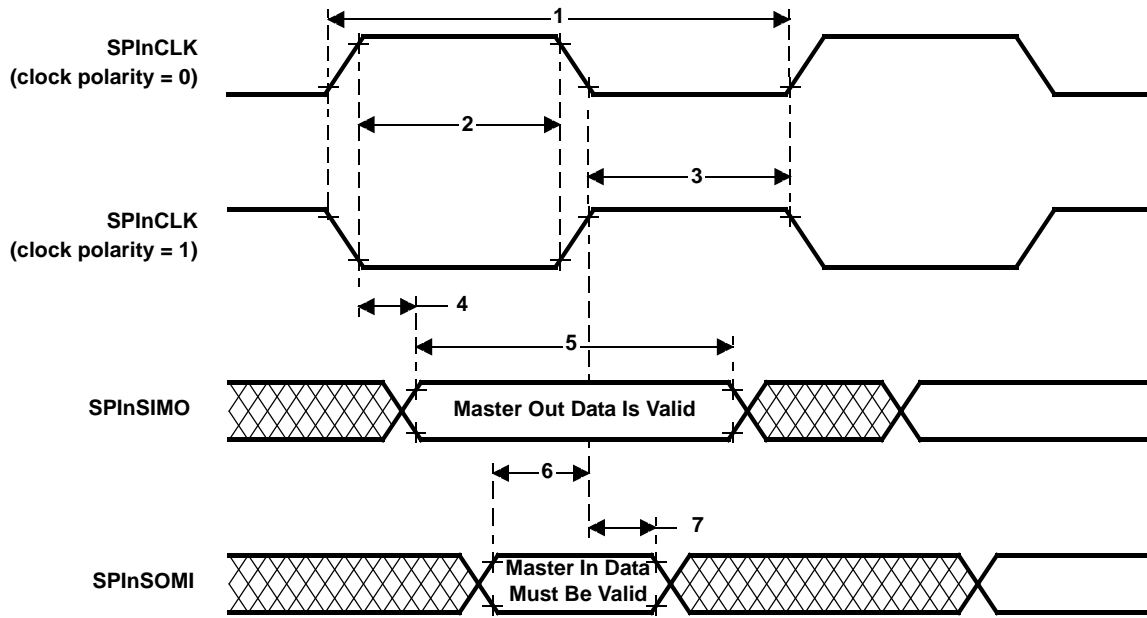 1
SPInCLK
(clock polarity = 0)
2
3
SPInCLK
(clock polarity = 1)
4
5
SPInSIMO
Master Out Data Is Valid
6
7
SPInSOMI
Master In Data
Must Be Valid